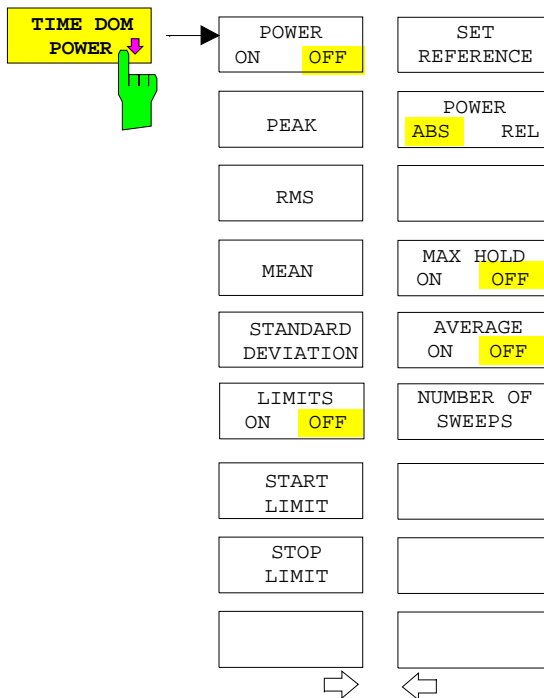 TIME DOM
POWER
POWER
ON OFF
PEAK
RMS
MEAN
STANDARD
DEVIATION
LIMITS
ON OFF
START
LIMIT
STOP
LIMIT
SET
REFERENCE
POWER
ABS REL
MAX HOLD
ON OFF
AVERAGE
ON OFF
NUMBER OF
SWEEPS